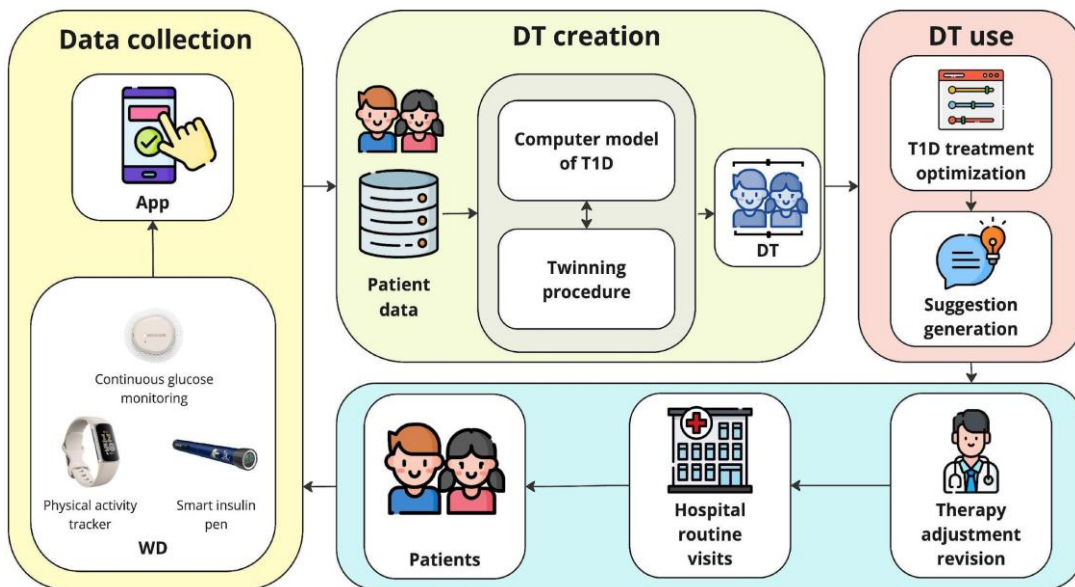 Data collection
App
Continuous glucose
monitoring
Physical activity
tracker
Smart insulin
pen
WD
DT creation
Patient
data
Computer model
of T1D
Twinning
procedure
DT
DT use
T1D treatment
optimization
Suggestion
generation
Therapy
adjustment
revision
Hospital
routine
visits
Patients